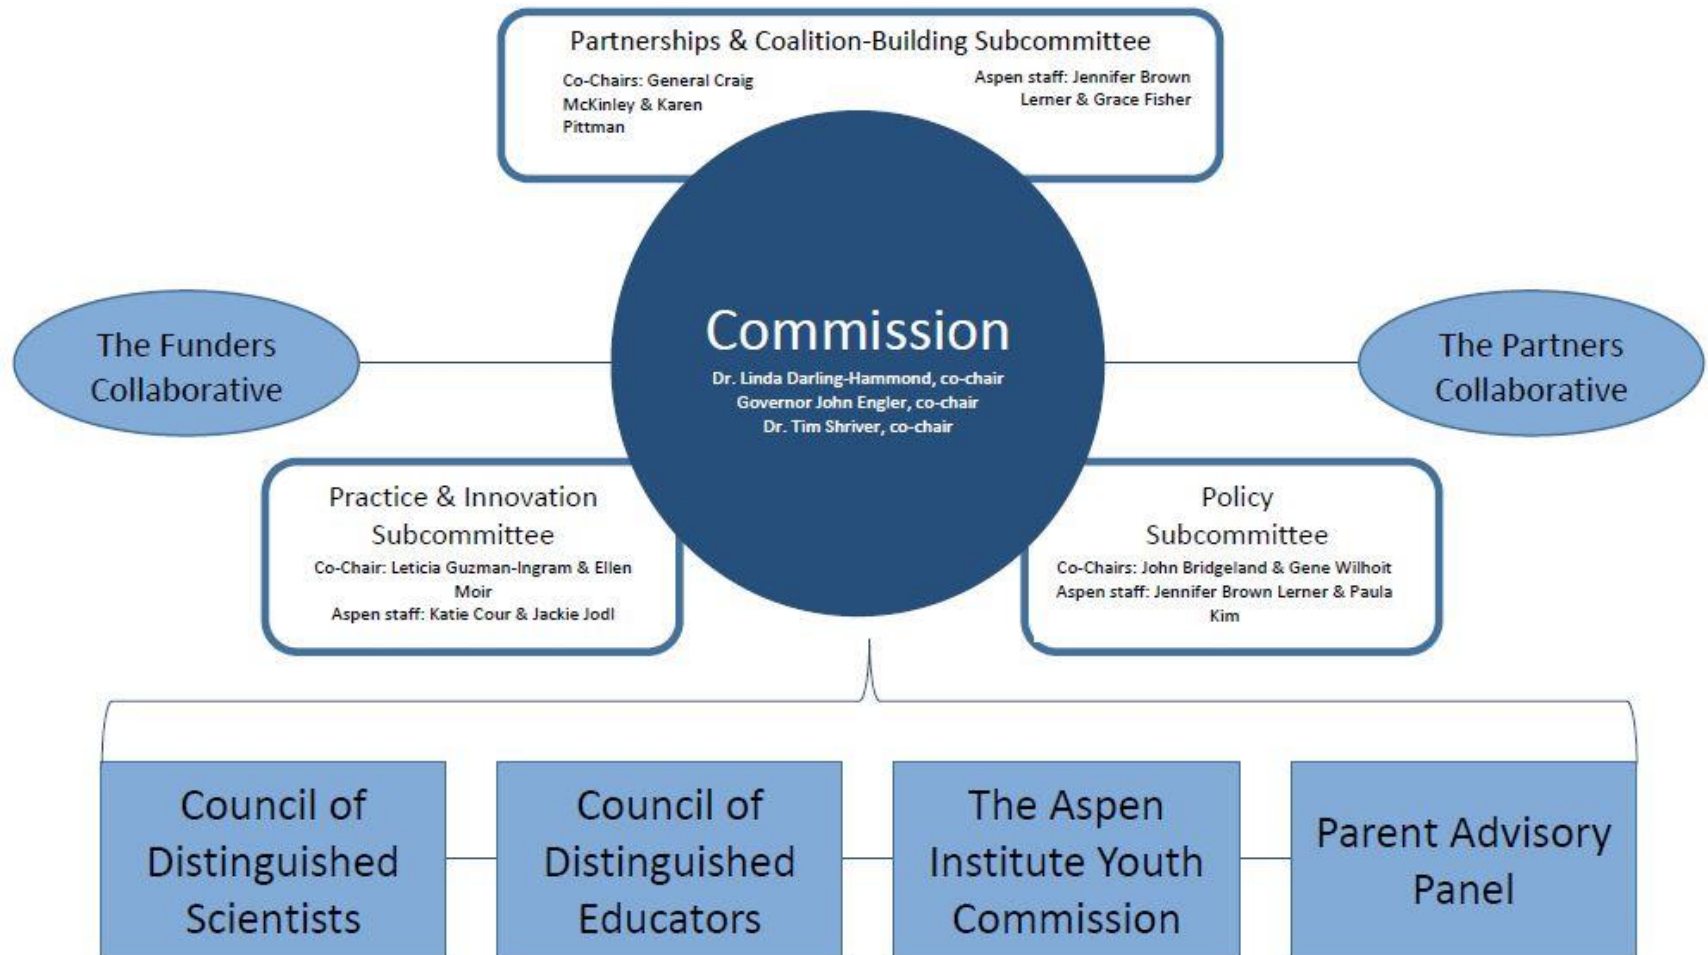 Partnerships & Coalition-Building Subcommittee
Co-Chairs: General Craig
McKinley & Karen
Pittman
Aspen staff: Jennifer Brown
Lerner & Grace Fisher
The Funders
Collaborative
Commission
Dr. Linda Darling-Hammond, co-chair
Governor John Engler, co-chair
Dr. Tim Shriver, co-chair
The Partners
Collaborative
Practice & Innovation
Subcommittee
Co-Chair: Leticia Guzman-Ingram & Ellen
Moir
Aspen staff: Katie Cour & Jackie Jodl
Policy
Subcommittee
Co-Chairs: John Bridgeland & Gene Wilhoit
Aspen staff: Jennifer Brown Lerner & Paula
Kim
Council of
Distinguished
Scientists
Council of
Distinguished
Educators
The Aspen
Institute Youth
Commission
Parent Advisory
Panel